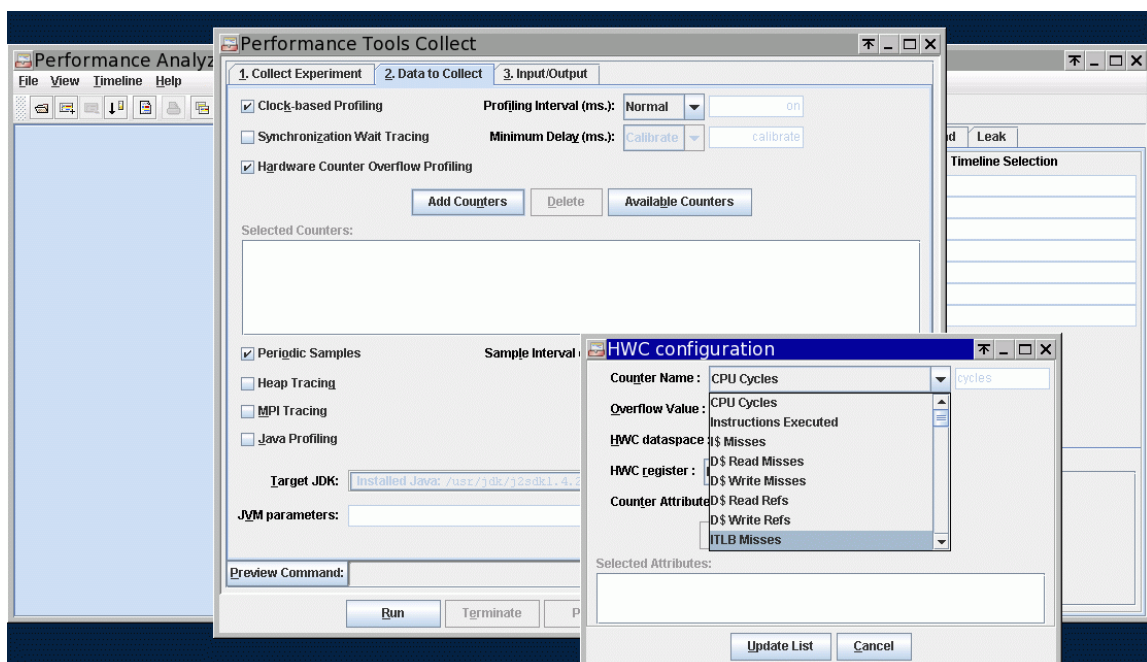 Performance Tools Collect
Performance Analyz
File View Timeline Help
1. Collect Experiment 2. Data to Collect 3. Input/Output
Clock-based Profiling Profiling Interval (ms.): Normal on
Synchronization Wait Tracing Minimum Delay (ms.): Calibrate calibrate
Leak
Hardware Counter Overflow Profiling
Timeline Selection
Add Counters Delete Available Counters
Selected Counters:
Periodic Samples Sample Interval
Heap Tracing
MPI Tracing
Java Profiling
Target JDK: Installed Java: /usr/jdk/j2sdk1.4.2
JVM parameters:
Preview Command:
Run Terminate P
HWC configuration
Counter Name : CPU Cycles cycles
Overflow Value :
HWC dataspace
HWC register :
Counter Attribute
CPU Cycles
Instructions Executed
I$ Misses
D$ Read Misses
D$ Write Misses
D$ Read Refs
D$ Write Refs
ITLB Misses
Selected Attributes:
Update List Cancel